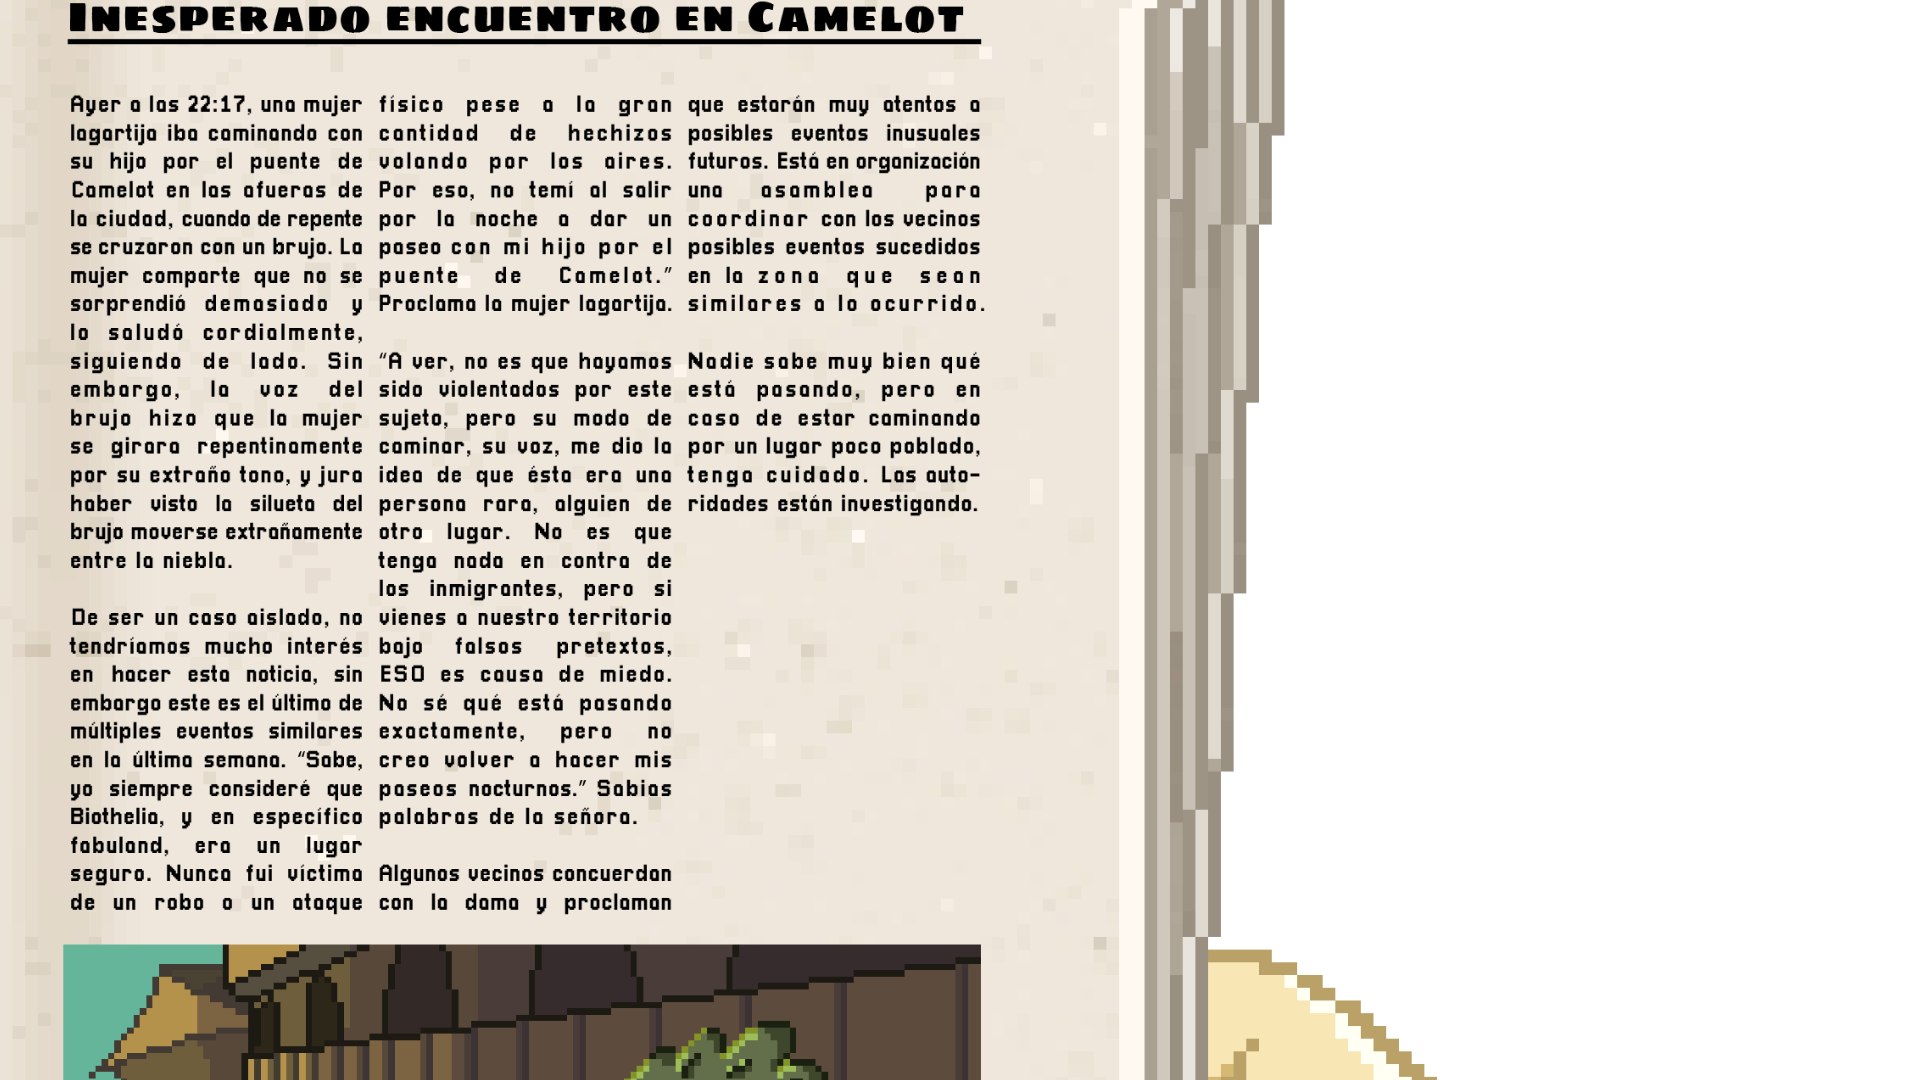 Inesperado encuentro en Camelot
Ayer a las 22:17, una mujer
lagartija iba caminando con
su hijo por el puente de
Camelot en las afueras de
la ciudad, cuando de repente
se cruzaron con un brujo. La
mujer comparte que no se
sorprendió demasiado y
lo saludó cordialmente,
siguiendo de lado. Sin
embargo, la voz del
brujo hizo que la mujer
se girara repentinamente
por su extraño tono, y jura
haber visto la silueta del
brujo moverse extrañamente
entre la niebla.
De ser un caso aislado, no
tendríamos mucho interés
en hacer esta noticia, sin
embargo este es el último de
múltiples eventos similares
en la última semana. "Sabe,
yo siempre consideré que
Biothelia, y en específico
fabuland, era un lugar
seguro. Nunca fui víctima
de un robo o un ataque
físico pese a la gran
cantidad de hechizos
volando por los aires.
Por eso, no temí al salir
por la noche a dar un
paseo con mi hijo por el
puente de Camelot."
Proclama la mujer lagartija.
"A ver, no es que hayamos
sido violentados por este
sujeto, pero su modo de
caminar, su voz, me dio la
idea de que ésta era una
persona rara, alguien de
otro lugar. No es que
tenga nada en contra de
los inmigrantes, pero si
vienes a nuestro territorio
bajo falsos pretextos,
ESO es causa de miedo.
No sé qué está pasando
exactamente, pero no
creo volver a hacer mis
paseos nocturnos." Sabias
palabras de la señora.
Algunos vecinos concuerdan
con la dama y proclaman
que estarán muy atentos a
posibles eventos inusuales
futuros. Está en organización
una asamblea para
coordinar con los vecinos
posibles eventos sucedidos
en la zona que sean
similares a lo ocurrido.
Nadie sabe muy bien qué
está pasando, pero en
caso de estar caminando
por un lugar poco poblado,
tenga cuidado. Las auto-
ridades están investigando.